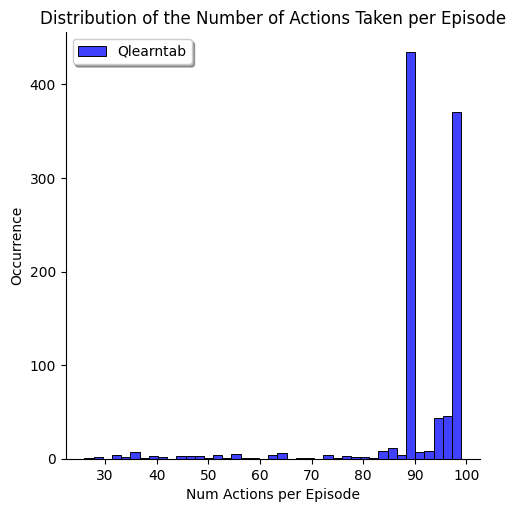 Distribution of the Number of Actions Taken per Episode
Qlearntab
400
300
200
100
0
Occurrence
30 40 50 60 70 80 90 100
Num Actions per Episode